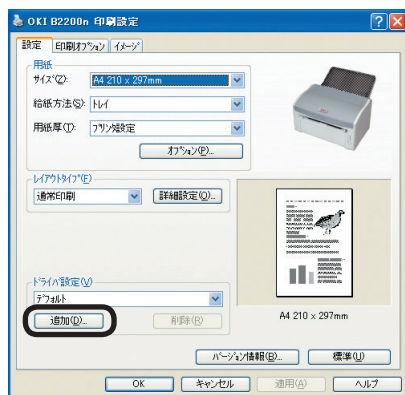 OKI B2200n 印刷設定
設定 印刷オプション イメージ
用紙
サイズ(Z): A4 210 x 297mm
給紙方法(S): トレイ
用紙厚(T): プリンタ設定
オプション(P)...
レイアウトタイプ(F)
通常印刷 詳細設定(O)...
ドライバ設定(V)
デフォルト
追加(D)... 削除(R)
A4 210 x 297mm
バージョン情報(B)... 標準(U)
OK キャンセル 適用(A) ヘルプ